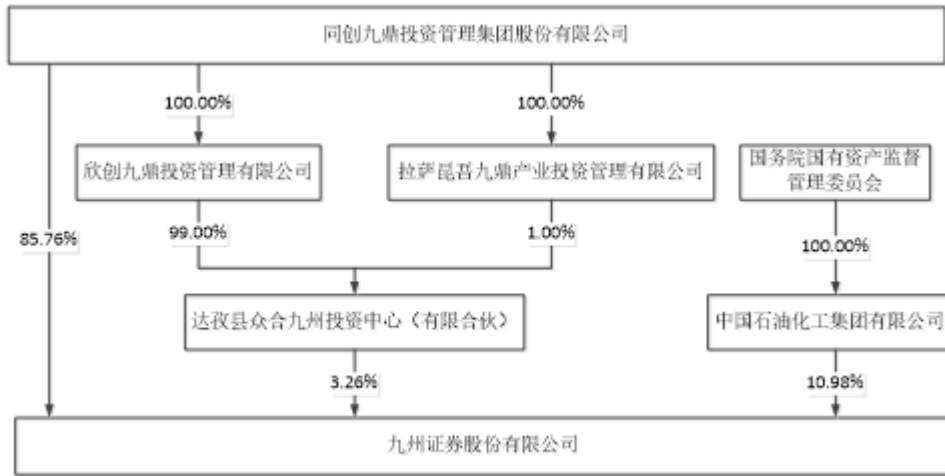 同创九鼎投资管理集团股份有限公司
100.00%
100.00%
欣创九鼎投资管理有限公司
拉萨昆吾九鼎产业投资管理有限公司
国务院国有资产监督
管理委员会
85.76%
99.00%
1.00%
100.00%
达孜县众合九州投资中心（有限合伙）
中国石油化工集团有限公司
3.26%
10.98%
九州证券股份有限公司